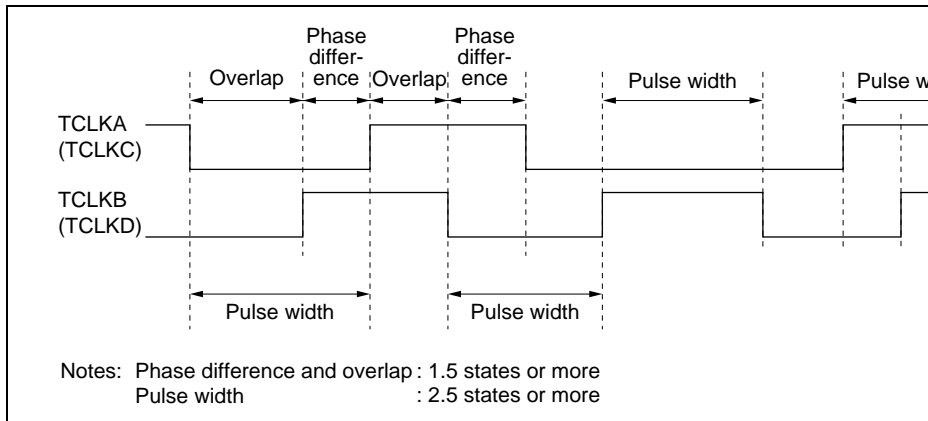 Phase
differ-
ence
Phase
differ-
ence
Overlap
Overlap
Pulse width
Pulse w
TCLKA
(TCLKC)
TCLKB
(TCLKD)
Pulse width
Pulse width
Notes: Phase difference and overlap : 1.5 states or more
Pulse width : 2.5 states or more